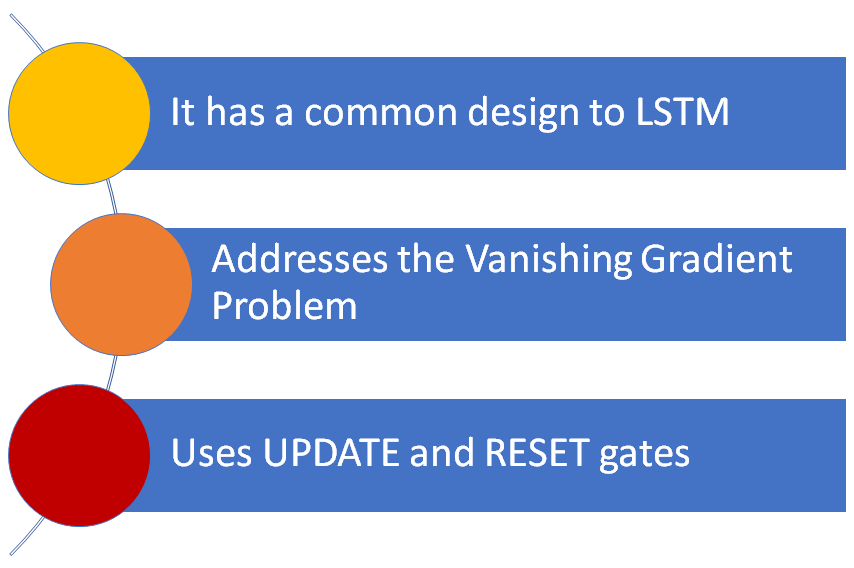 It has a common design to LSTM
Addresses the Vanishing Gradient
Problem
Uses UPDATE and RESET gates